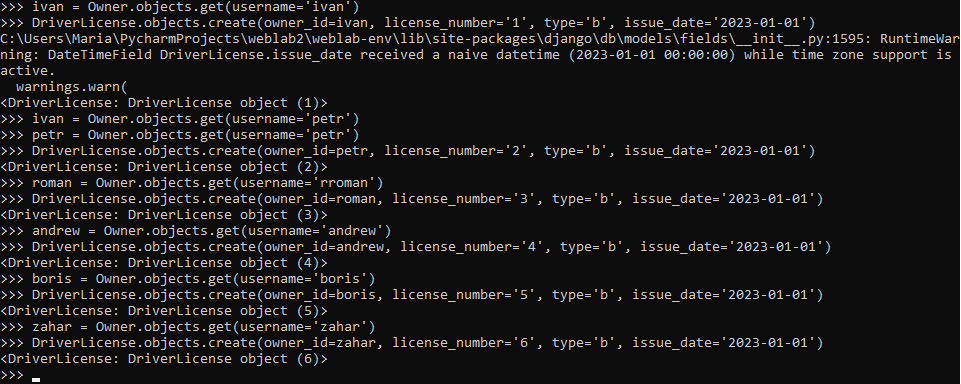 >>> ivan = Owner.objects.get(username='ivan')
>>> DriverLicense.objects.create(owner_id=ivan, license_number='1', type='b', issue_date='2023-01-01')
C:\Users\Maria\PycharmProjects\weblab2\weblab-env\lib\site-packages\django\db\models\fields\__init__.py:1595: RuntimeWar
ning: DateTimeField DriverLicense.issue_date received a naive datetime (2023-01-01 00:00:00) while time zone support is
active.
  warnings.warn(
<DriverLicense: DriverLicense object (1)>
>>> ivan = Owner.objects.get(username='petr')
>>> petr = Owner.objects.get(username='petr')
>>> DriverLicense.objects.create(owner_id=petr, license_number='2', type='b', issue_date='2023-01-01')
<DriverLicense: DriverLicense object (2)>
>>> roman = Owner.objects.get(username='rroman')
>>> DriverLicense.objects.create(owner_id=roman, license_number='3', type='b', issue_date='2023-01-01')
<DriverLicense: DriverLicense object (3)>
>>> andrew = Owner.objects.get(username='andrew')
>>> DriverLicense.objects.create(owner_id=andrew, license_number='4', type='b', issue_date='2023-01-01')
<DriverLicense: DriverLicense object (4)>
>>> boris = Owner.objects.get(username='boris')
>>> DriverLicense.objects.create(owner_id=boris, license_number='5', type='b', issue_date='2023-01-01')
<DriverLicense: DriverLicense object (5)>
>>> zahar = Owner.objects.get(username='zahar')
>>> DriverLicense.objects.create(owner_id=zahar, license_number='6', type='b', issue_date='2023-01-01')
<DriverLicense: DriverLicense object (6)>
>>>